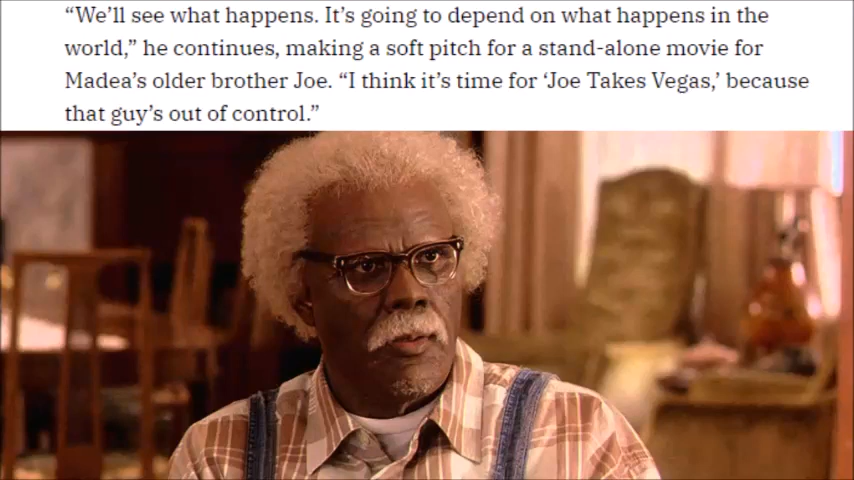 “We’ll see what happens. It’s going to depend on what happens in the
world,” he continues, making a soft pitch for a stand-alone movie for
Madea’s older brother Joe. “I think it’s time for ‘Joe Takes Vegas,’ because
that guy’s out of control.”